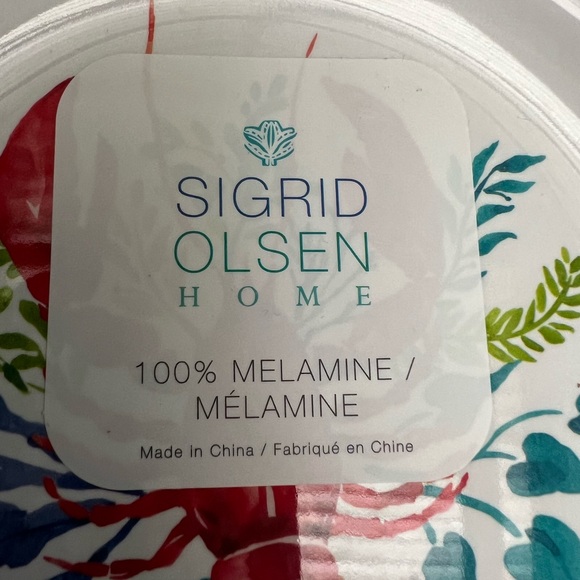 SIGRID
OLSEN
HOME
100% MELAMINE /
MÉLAMINE
Made in China / Fabriqué en Chine